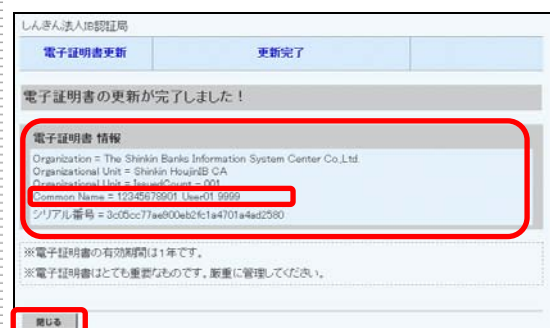 しんきん法人IB認証局
電子証明書更新 更新完了
電子証明書の更新が完了しました！
電子証明書 情報
Organization = The Shinkin Banks Information System Center Co.,Ltd.
Organizational Unit = Shinkin HoujinIB CA
Organizational Unit = IssuedCount = 001
Common Name = 12345678901 User01 9999
シリアル番号 = 3c05cc77ae800eb2fc1a4701a4ad2580
※電子証明書の有効期間は1年です。
※電子証明書はとても重要なものです。厳重に管理してください。
閉じる